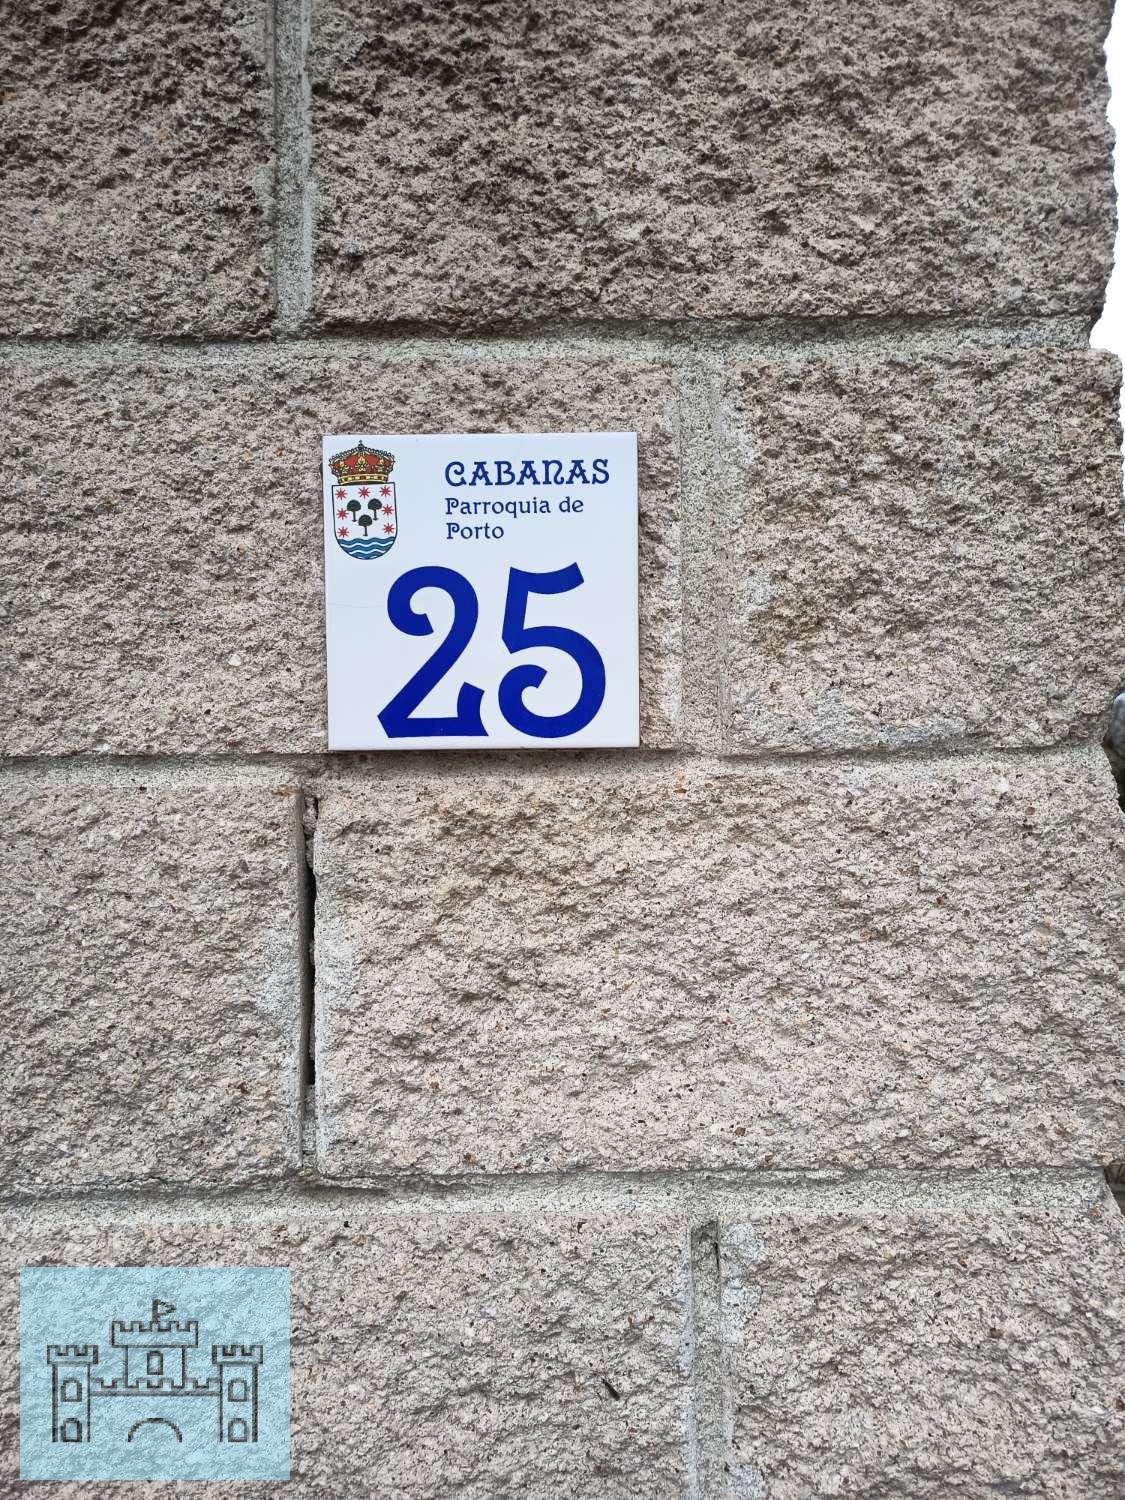 CABANAS
Parroquia de
Porto
25